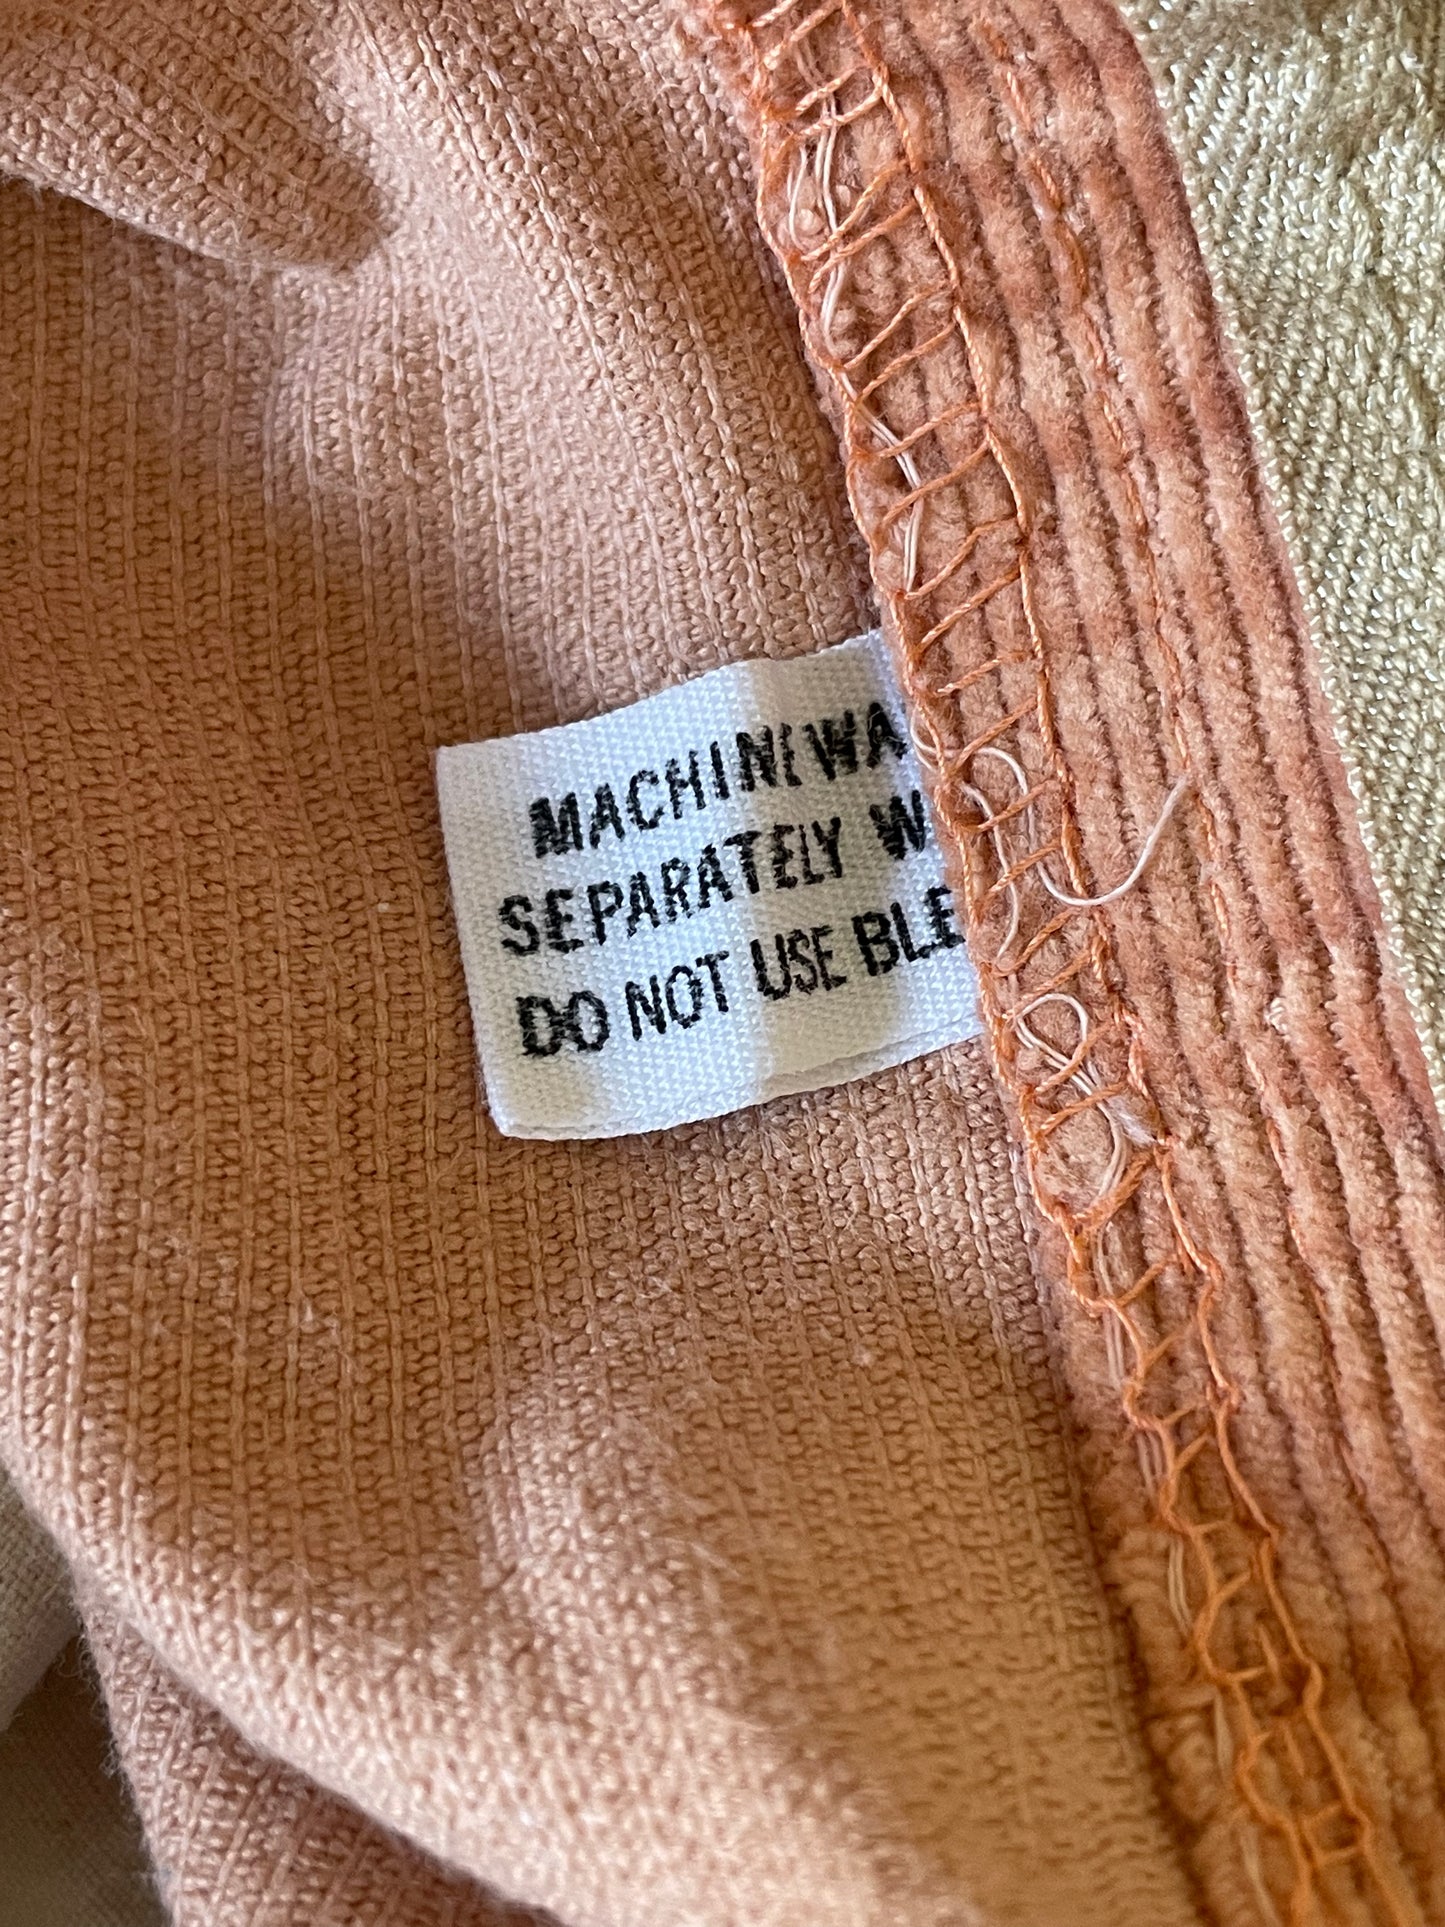 MACHINE WA
SEPARATELY W
DO NOT USE BLE